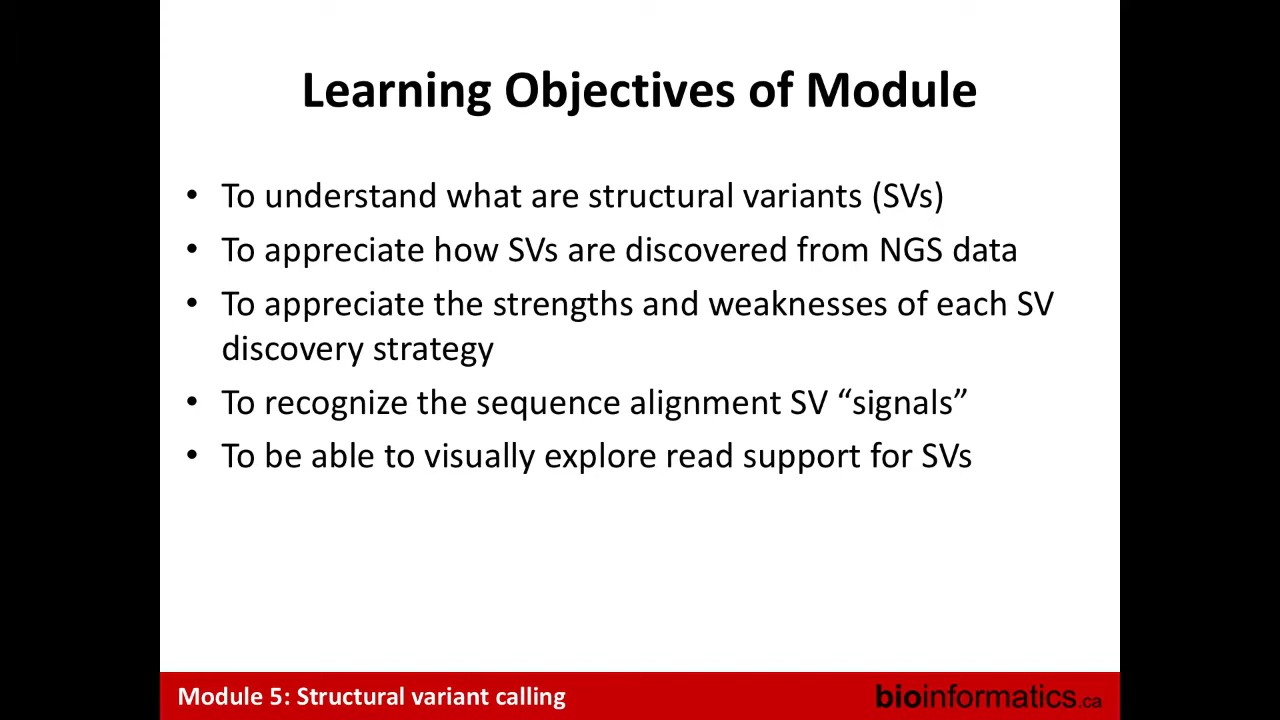 Learning Objectives of Module
• To understand what are structural variants (SVs)
• To appreciate how SVs are discovered from NGS data
• To appreciate the strengths and weaknesses of each SV
discovery strategy
• To recognize the sequence alignment SV “signals”
• To be able to visually explore read support for SVs
Module 5: Structural variant calling
bioinformatics.ca